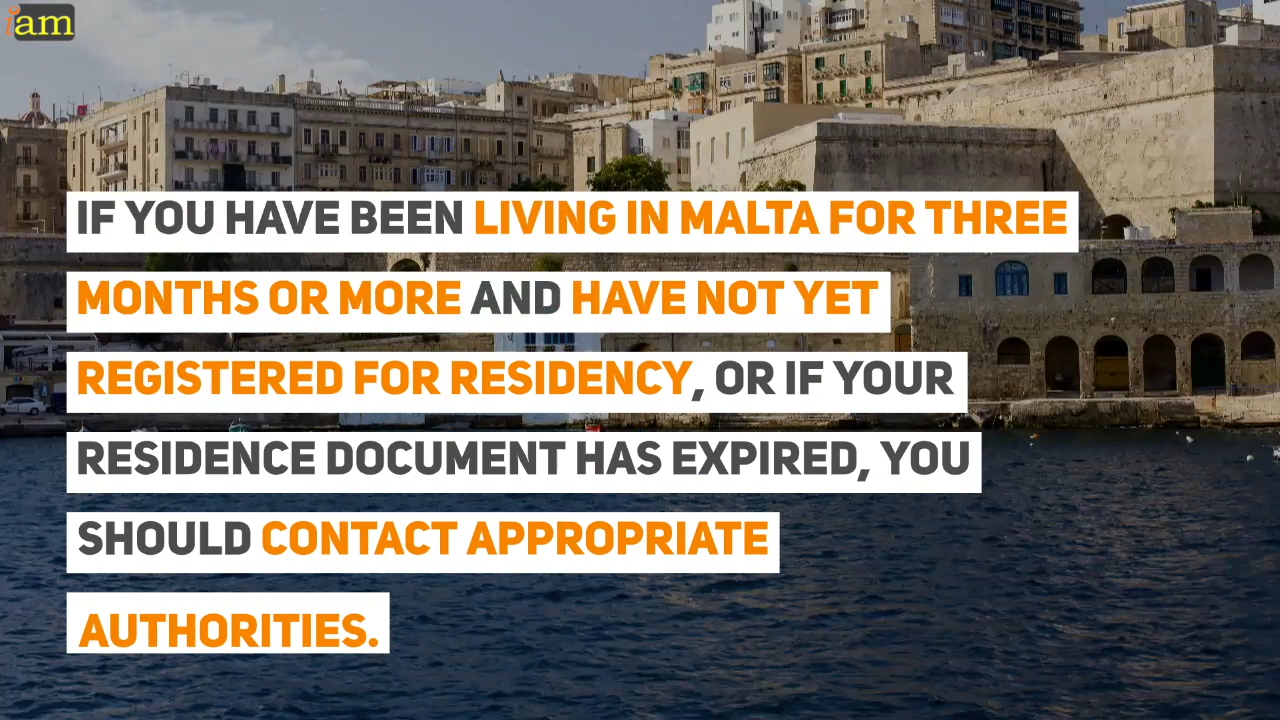 iam
IF YOU HAVE BEEN LIVING IN MALTA FOR THREE
MONTHS OR MORE AND HAVE NOT YET
REGISTERED FOR RESIDENCY, OR IF YOUR
RESIDENCE DOCUMENT HAS EXPIRED, YOU
SHOULD CONTACT APPROPRIATE
AUTHORITIES.